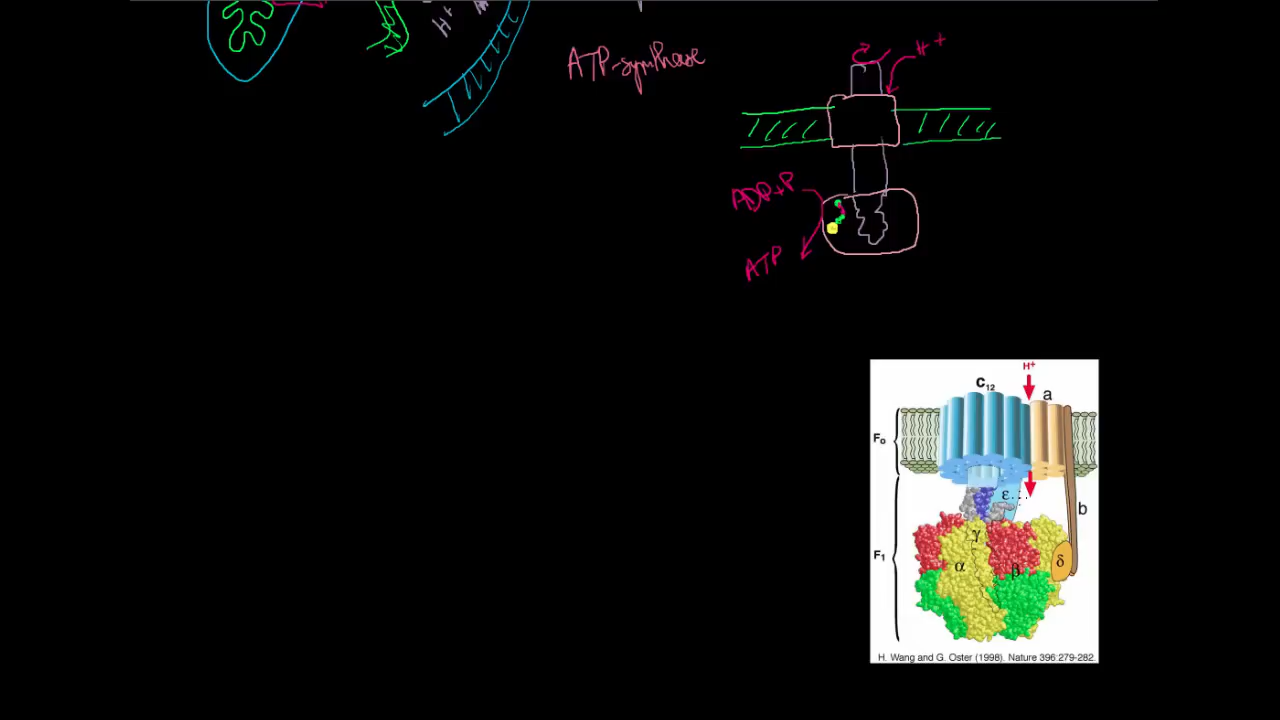 H+
ATP-synthase
H+
ADP+P
ATP
H+
C12
a
Fo
ε
b
F1
γ
α
β
δ
H. Wang and G. Oster (1998). Nature 396:279-282.